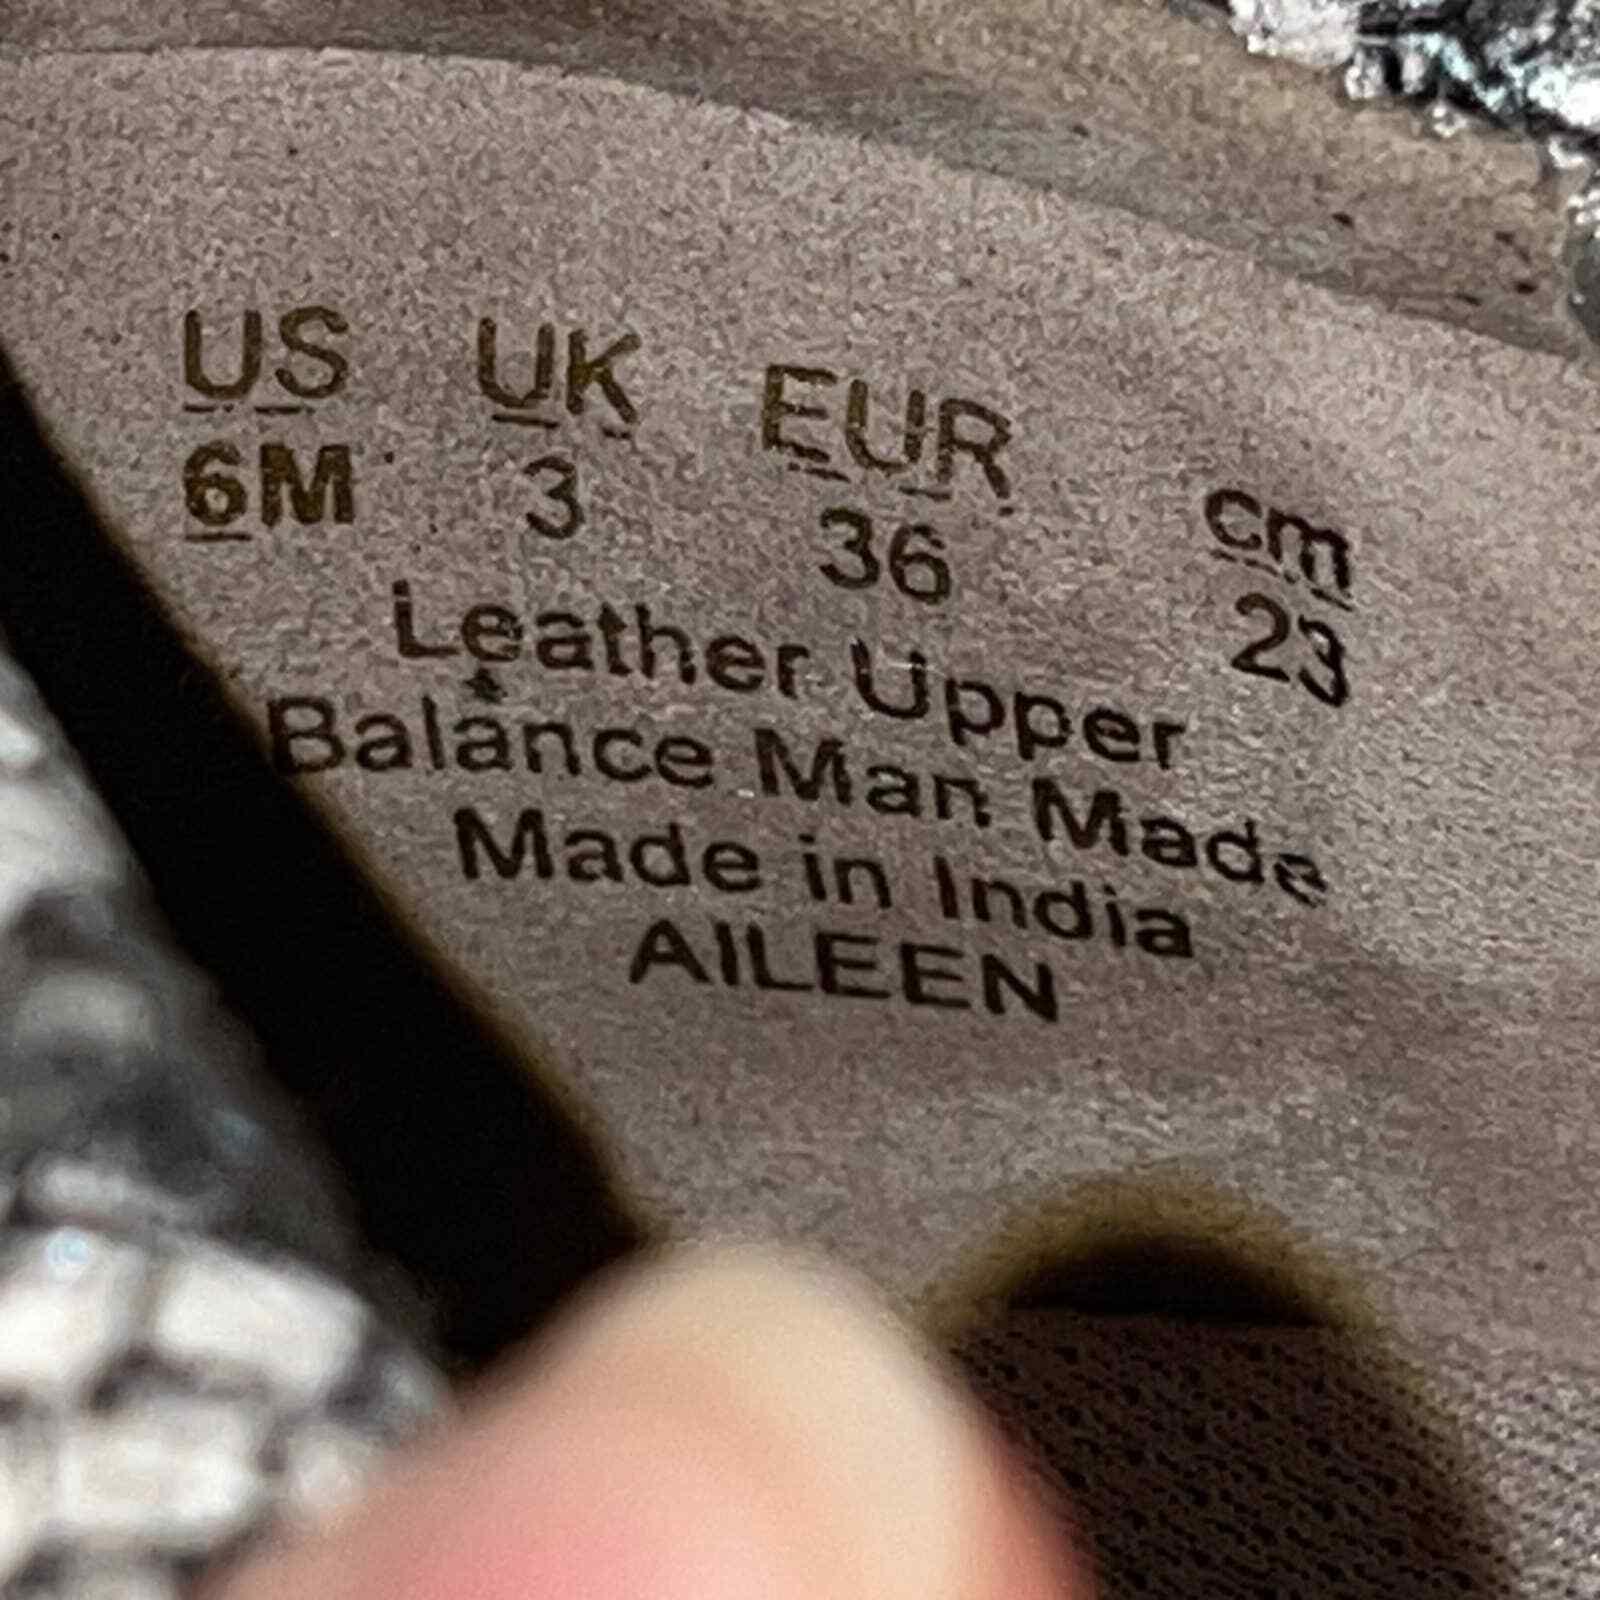 US UK EUR cm
6M 3 36 23
Leather Upper
Balance Man Made
Made in India
AILEEN